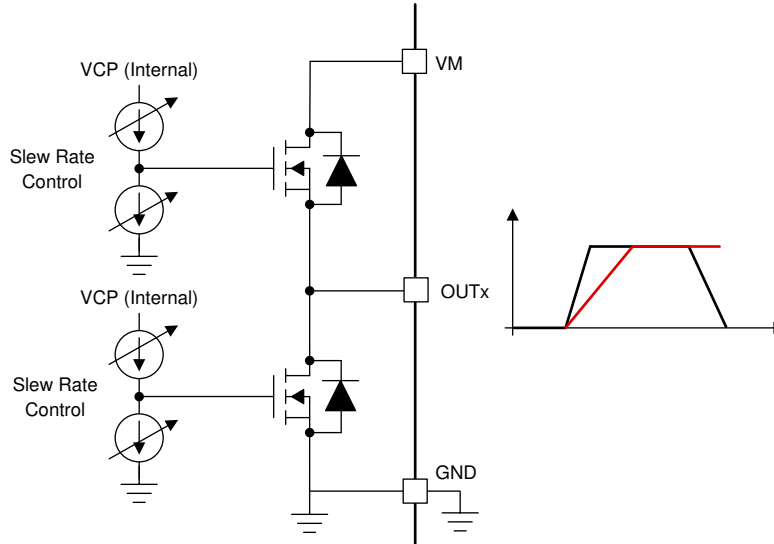 VM
VCP (Internal)
Slew Rate
Control
OUTx
VCP (Internal)
Slew Rate
Control
GND